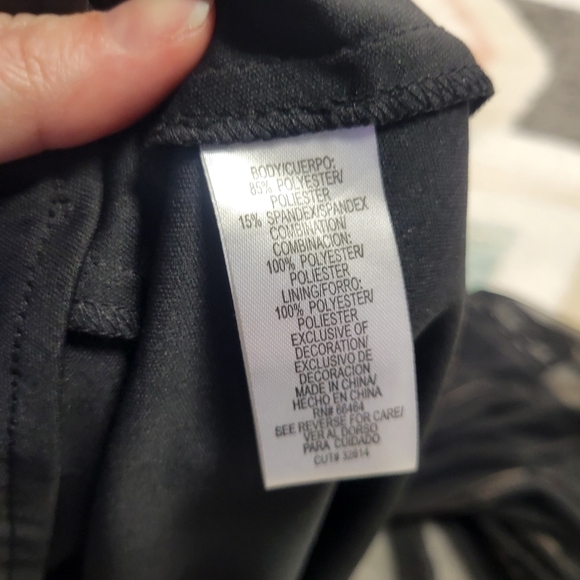 BODY/CUERPO:
85% POLYESTER/
POLIESTER
15% SPANDEX/SPANDEX
COMBINATION/
COMBINACION:
100% POLYESTER/
POLIESTER
LINING/FORRO:
100% POLYESTER/
POLIESTER
EXCLUSIVE OF
DECORATION/
EXCLUSIVO DE
DECORACION
MADE IN CHINA/
HECHO EN CHINA
RN# 66464
SEE REVERSE FOR CARE/
VER AL DORSO
PARA CUIDADO
CUT# 33914